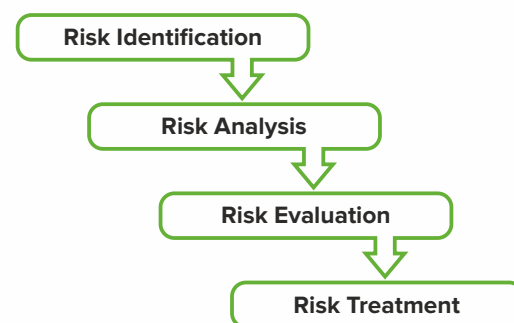 Risk Identification
Risk Analysis
Risk Evaluation
Risk Treatment